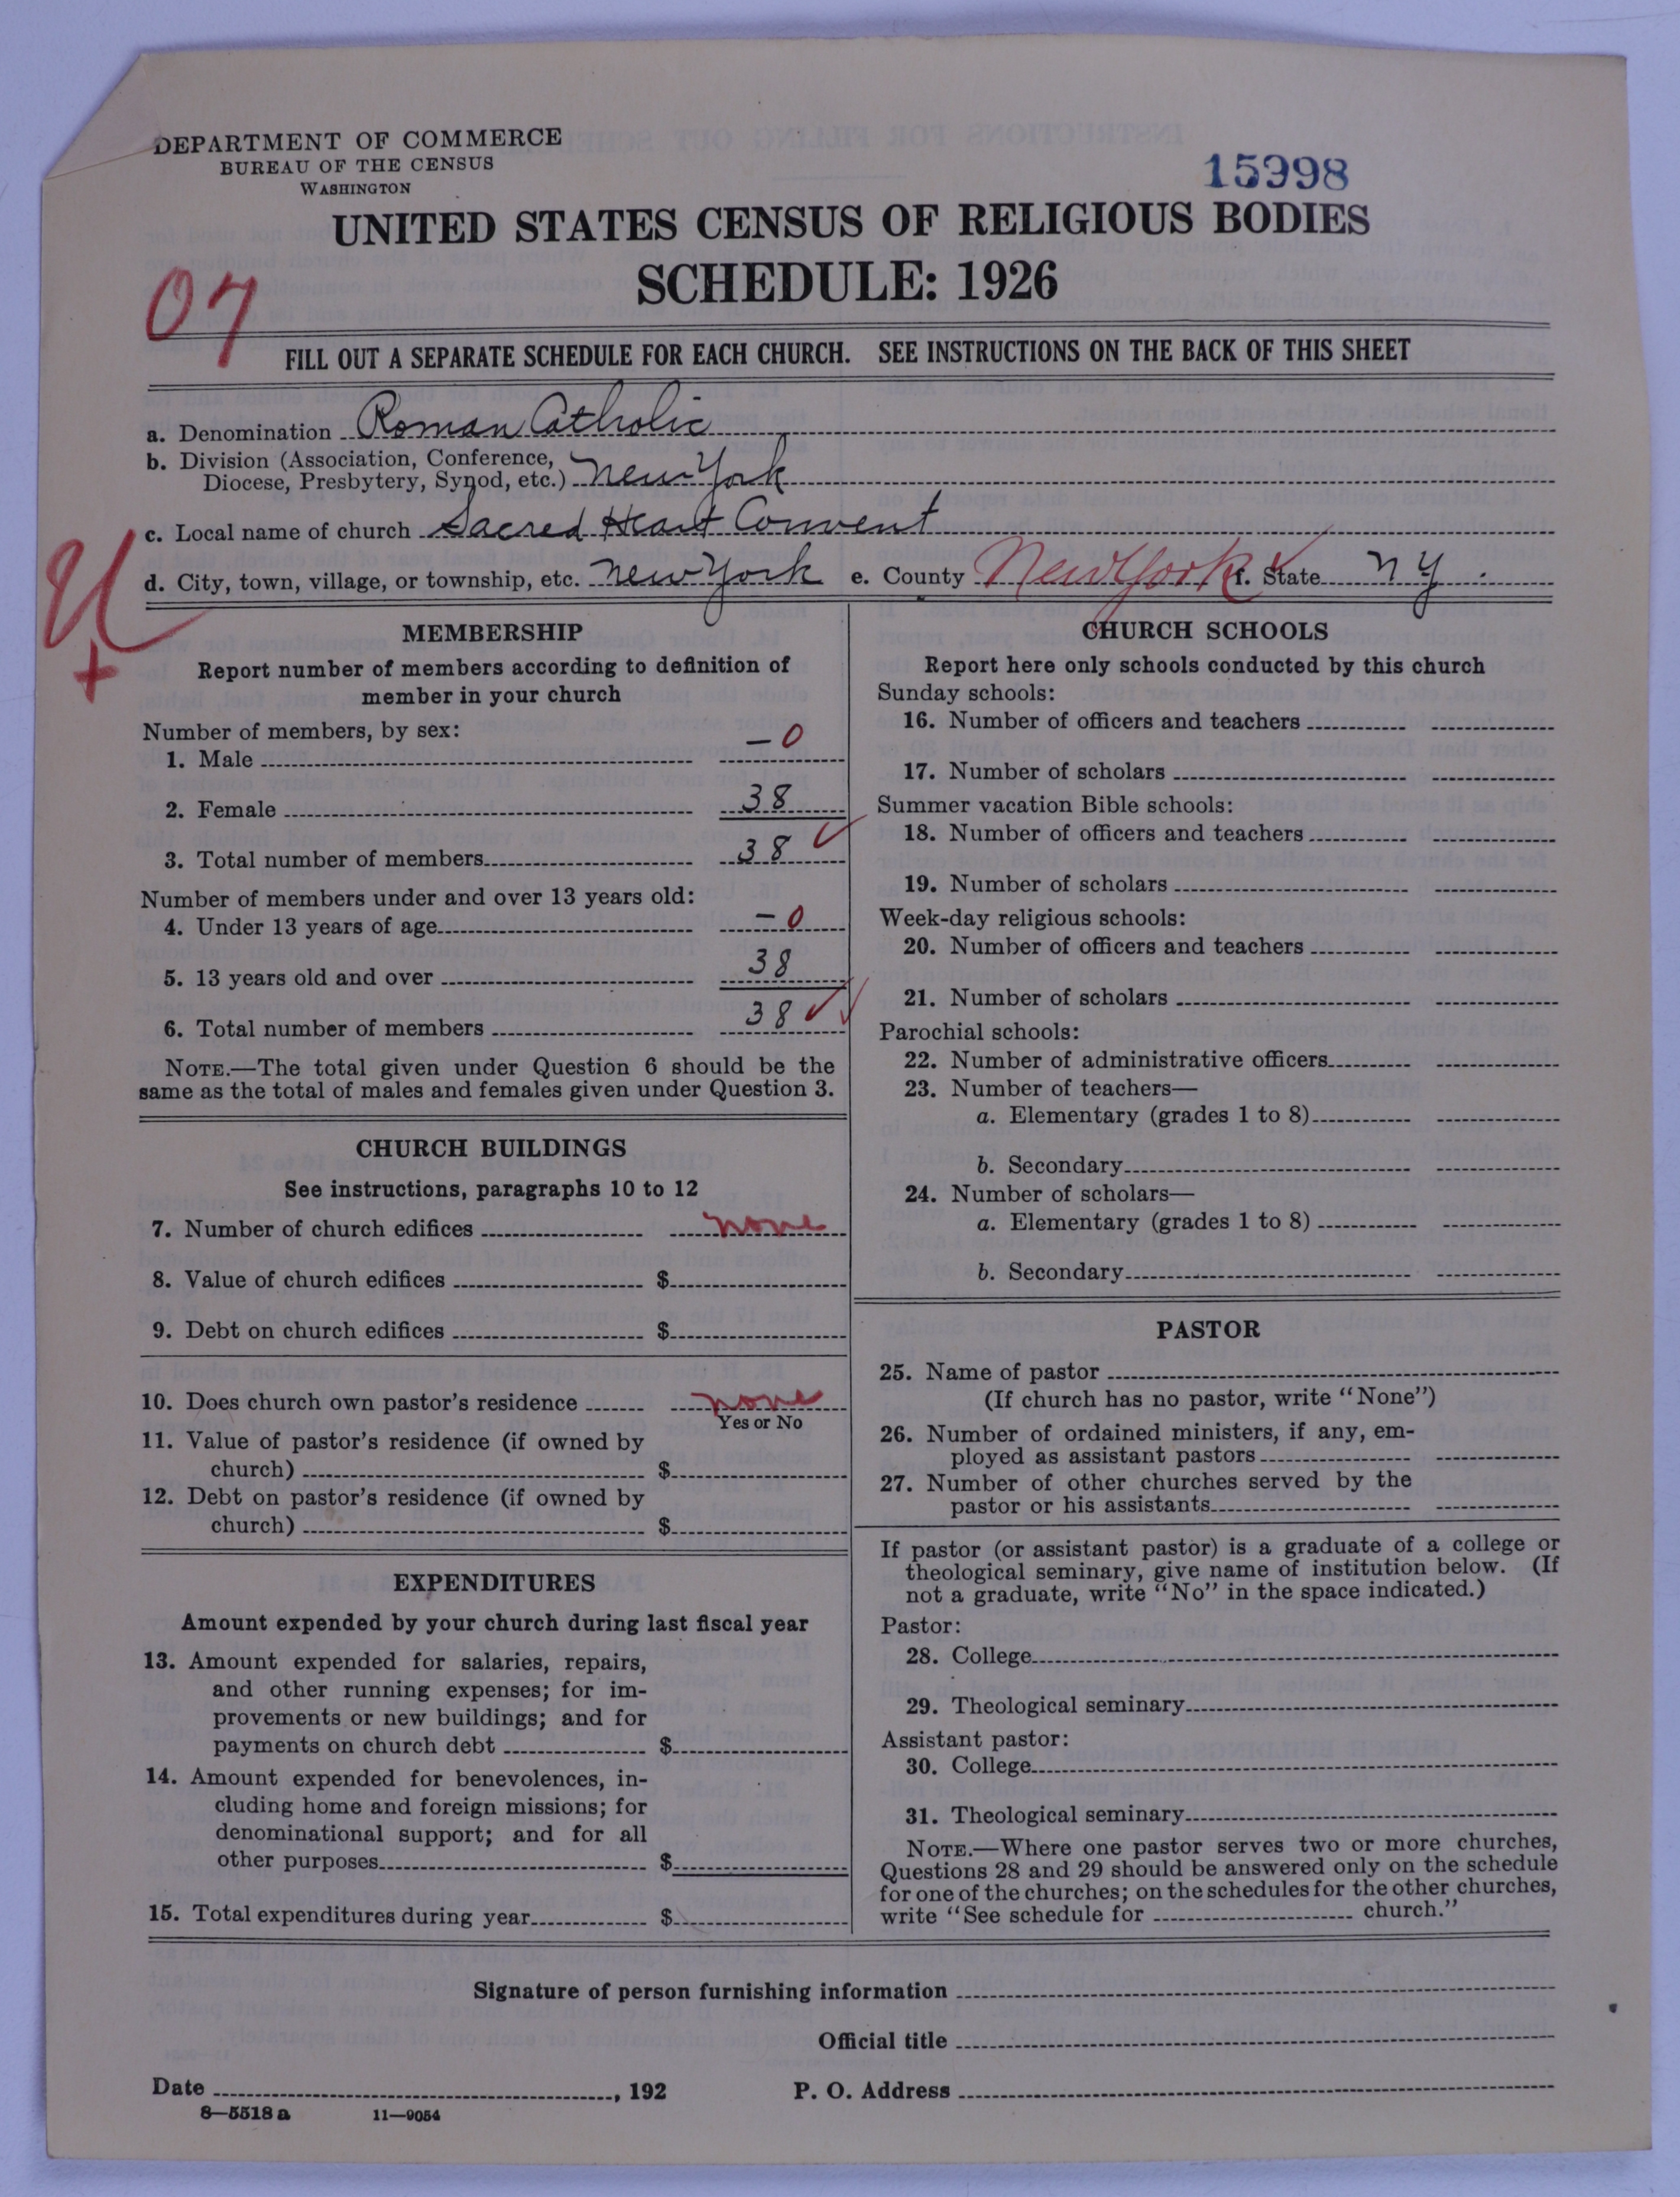 DEPARTMENT OF COMMERCE
BUREAU OF THE CENSUS
WASHINGTON
15998
UNITED STATES CENSUS OF RELIGIOUS BODIES
SCHEDULE: 1926
07
FILL OUT A SEPARATE SCHEDULE FOR EACH CHURCH. SEE INSTRUCTIONS ON THE BACK OF THIS SHEET
a. Denomination Roman Catholic
b. Division (Association, Conference,
Diocese, Presbytery, Synod, etc.) New York
c. Local name of church Sacred Heart Convent
d. City, town, village, or township, etc. New York e. County New York f. State N Y.
U
+
MEMBERSHIP
Report number of members according to definition of
member in your church
Number of members, by sex:
1. Male – 0
2. Female 38
3. Total number of members 38 ✓
Number of members under and over 13 years old:
4. Under 13 years of age – 0
5. 13 years old and over 38
6. Total number of members 38 ✓ ✓
NOTE.—The total given under Question 6 should be the
same as the total of males and females given under Question 3.
CHURCH BUILDINGS
See instructions, paragraphs 10 to 12
7. Number of church edifices none
8. Value of church edifices $
9. Debt on church edifices $
10. Does church own pastor's residence none
Yes or No
11. Value of pastor's residence (if owned by
church) $
12. Debt on pastor's residence (if owned by
church) $
EXPENDITURES
Amount expended by your church during last fiscal year
13. Amount expended for salaries, repairs,
and other running expenses; for im-
provements or new buildings; and for
payments on church debt $
14. Amount expended for benevolences, in-
cluding home and foreign missions; for
denominational support; and for all
other purposes $
15. Total expenditures during year $
CHURCH SCHOOLS
Report here only schools conducted by this church
Sunday schools:
16. Number of officers and teachers
17. Number of scholars
Summer vacation Bible schools:
18. Number of officers and teachers
19. Number of scholars
Week-day religious schools:
20. Number of officers and teachers
21. Number of scholars
Parochial schools:
22. Number of administrative officers
23. Number of teachers—
a. Elementary (grades 1 to 8)
b. Secondary
24. Number of scholars—
a. Elementary (grades 1 to 8)
b. Secondary
PASTOR
25. Name of pastor
(If church has no pastor, write "None")
26. Number of ordained ministers, if any, em-
ployed as assistant pastors
27. Number of other churches served by the
pastor or his assistants
If pastor (or assistant pastor) is a graduate of a college or
theological seminary, give name of institution below. (If
not a graduate, write "No" in the space indicated.)
Pastor:
28. College
29. Theological seminary
Assistant pastor:
30. College
31. Theological seminary
NOTE.—Where one pastor serves two or more churches,
Questions 28 and 29 should be answered only on the schedule
for one of the churches; on the schedules for the other churches,
write "See schedule for church."
Signature of person furnishing information
Official title
Date , 192 P. O. Address
8—5518 a 11—9054